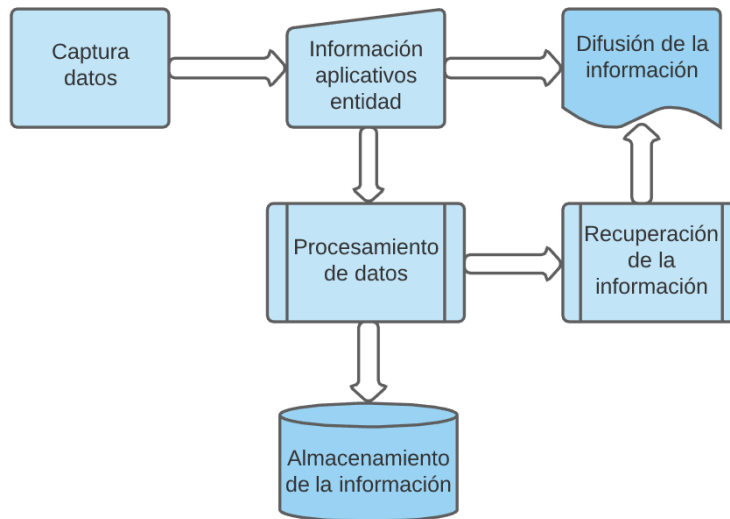 Captura
datos
Información
aplicativos
entidad
Difusión de la
información
Procesamiento
de datos
Recuperación
de la
información
Almacenamiento
de la información